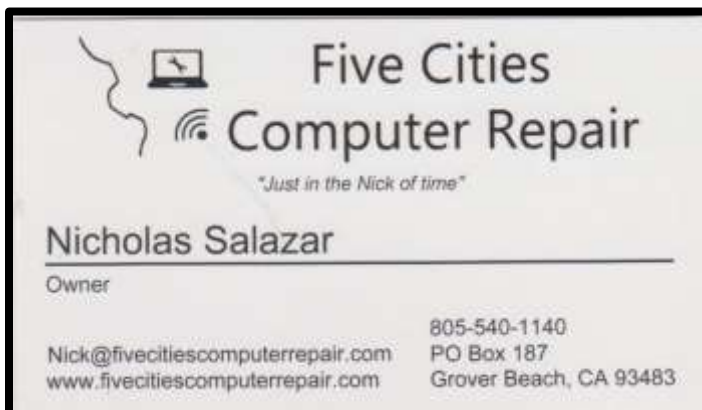 Five Cities
Computer Repair
"Just in the Nick of time"
Nicholas Salazar
Owner
805-540-1140
Nick@fivecitiescomputerrepair.com PO Box 187
www.fivecitiescomputerrepair.com Grover Beach, CA 93483